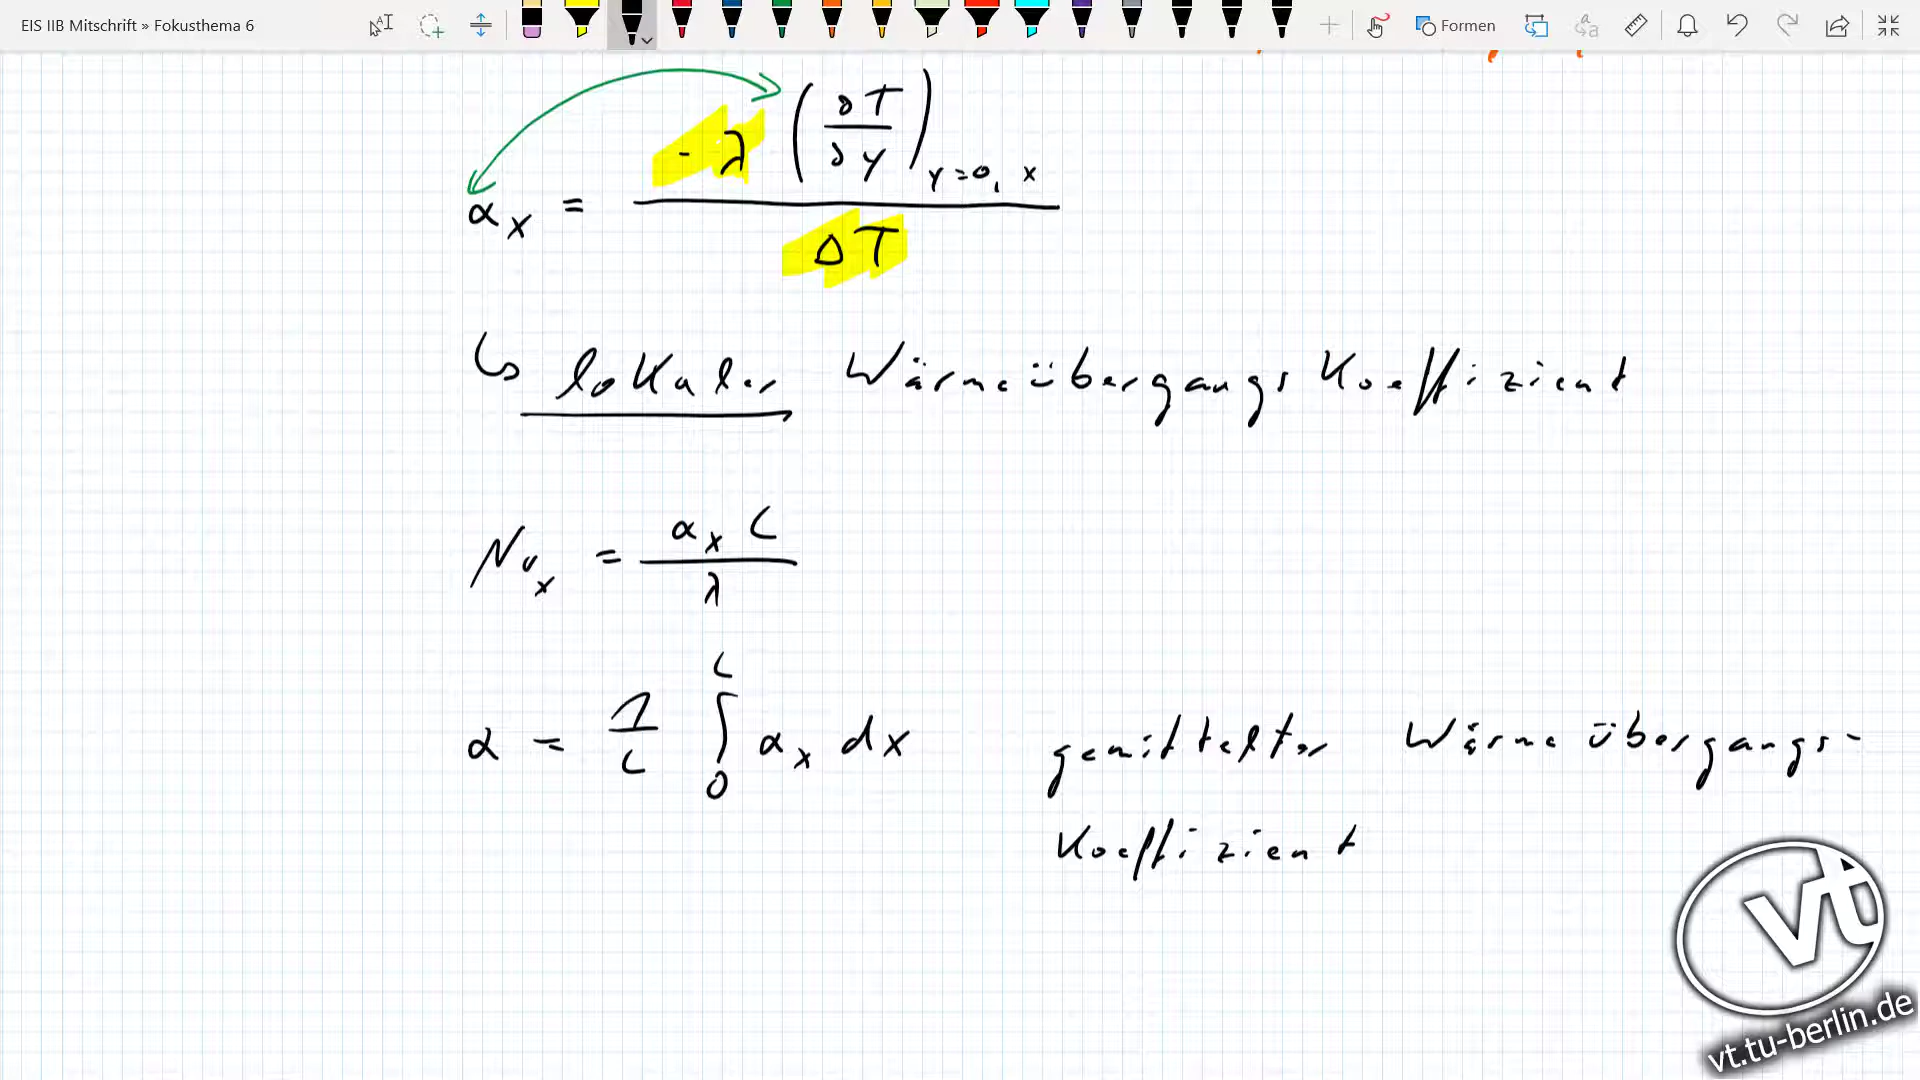 EIS IIB Mitschrift » Fokusthema 6
Formen
α_x = -λ (∂T/∂y)_{y=0, x} / ΔT
↳ lokaler Wärmeübergangskoeffizient
Nu_x = α_x L / λ
α = 1/L ∫_0^L α_x dx gemittelter Wärmeübergangs-
koeffizient
vt
vt.tu-berlin.de